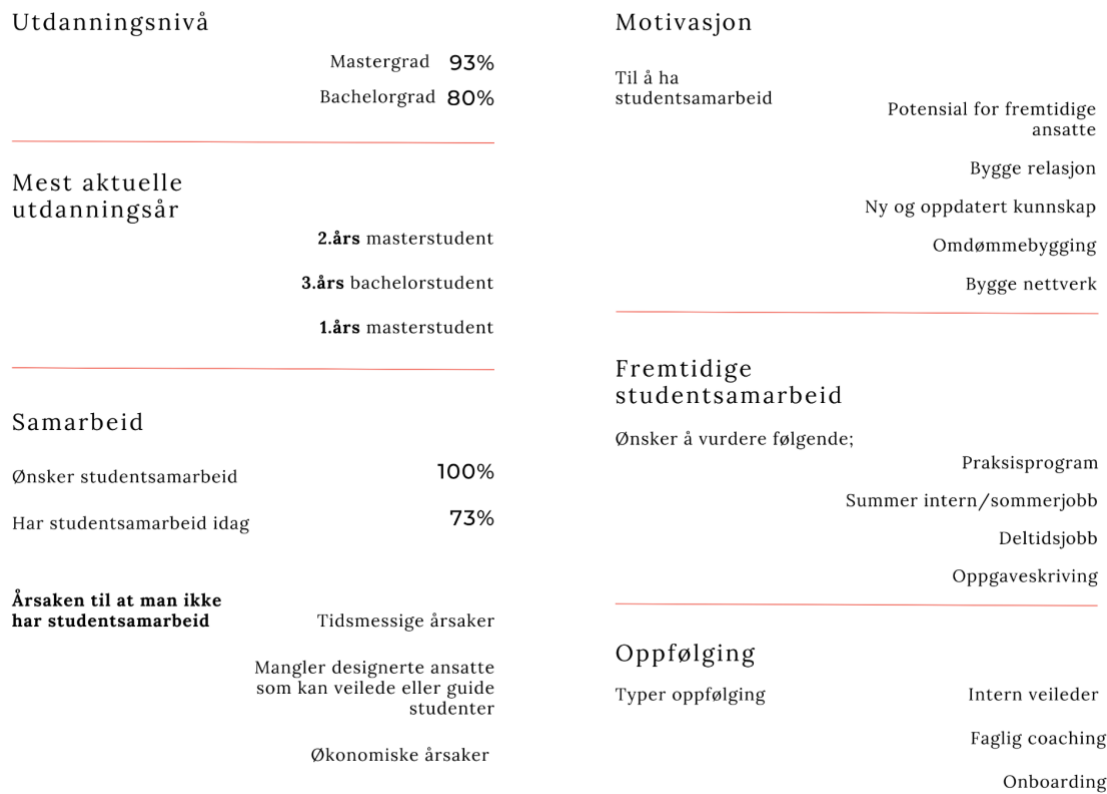 Utdanningsnivå
Mastergrad 93%
Bachelorgrad 80%
Mest aktuelle
utdanningsår
2.års masterstudent
3.års bachelorstudent
1.års masterstudent
Samarbeid
Ønsker studentsamarbeid 100%
Har studentsamarbeid idag 73%
Årsaken til at man ikke
har studentsamarbeid
Tidsmessige årsaker
Mangler designerte ansatte
som kan veilede eller guide
studenter
Økonomiske årsaker
Motivasjon
Til å ha
studentsamarbeid
Potensial for fremtidige
ansatte
Bygge relasjon
Ny og oppdatert kunnskap
Omdømmebygging
Bygge nettverk
Fremtidige
studentsamarbeid
Ønsker å vurdere følgende;
Praksisprogram
Summer intern/sommerjobb
Deltidsjobb
Oppgaveskriving
Oppfølging
Typer oppfølging
Intern veileder
Faglig coaching
Onboarding